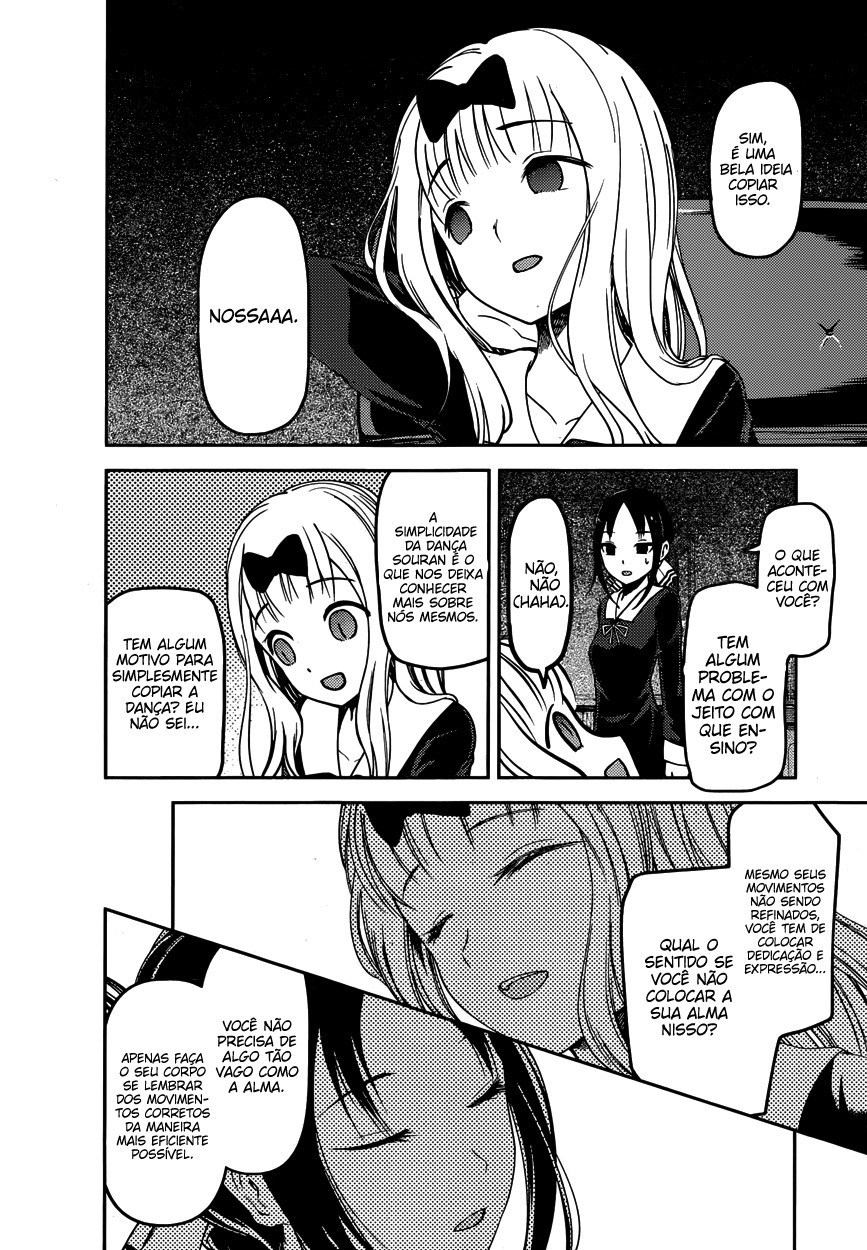 SIM,
É UMA
BELA IDEIA
COPIAR
ISSO.
NOSSAAA.
O QUE
ACONTE-
CEU COM
VOCÊ?
TEM
ALGUM
PROBLE-
MA COM O
JEITO COM
QUE EN-
SINO?
NÃO,
NÃO
(HAHA).
A
SIMPLICIDADE
DA DANÇA
SOURAN É O
QUE NOS DEIXA
CONHECER
MAIS SOBRE
NÓS MESMOS.
TEM ALGUM
MOTIVO PARA
SIMPLESMENTE
COPIAR A
DANÇA? EU
NÃO SEI...
MESMO SEUS
MOVIMENTOS
NÃO SENDO
REFINADOS,
VOCÊ TEM DE
COLOCAR
DEDICAÇÃO E
EXPRESSÃO...
QUAL O
SENTIDO SE
VOCÊ NÃO
COLOCAR A
SUA ALMA
NISSO?
VOCÊ NÃO
PRECISA DE
ALGO TÃO
VAGO COMO
A ALMA.
APENAS FAÇA
O SEU CORPO
SE LEMBRAR
DOS MOVIMEN-
TOS CORRETOS
DA MANEIRA
MAIS EFICIENTE
POSSÍVEL.